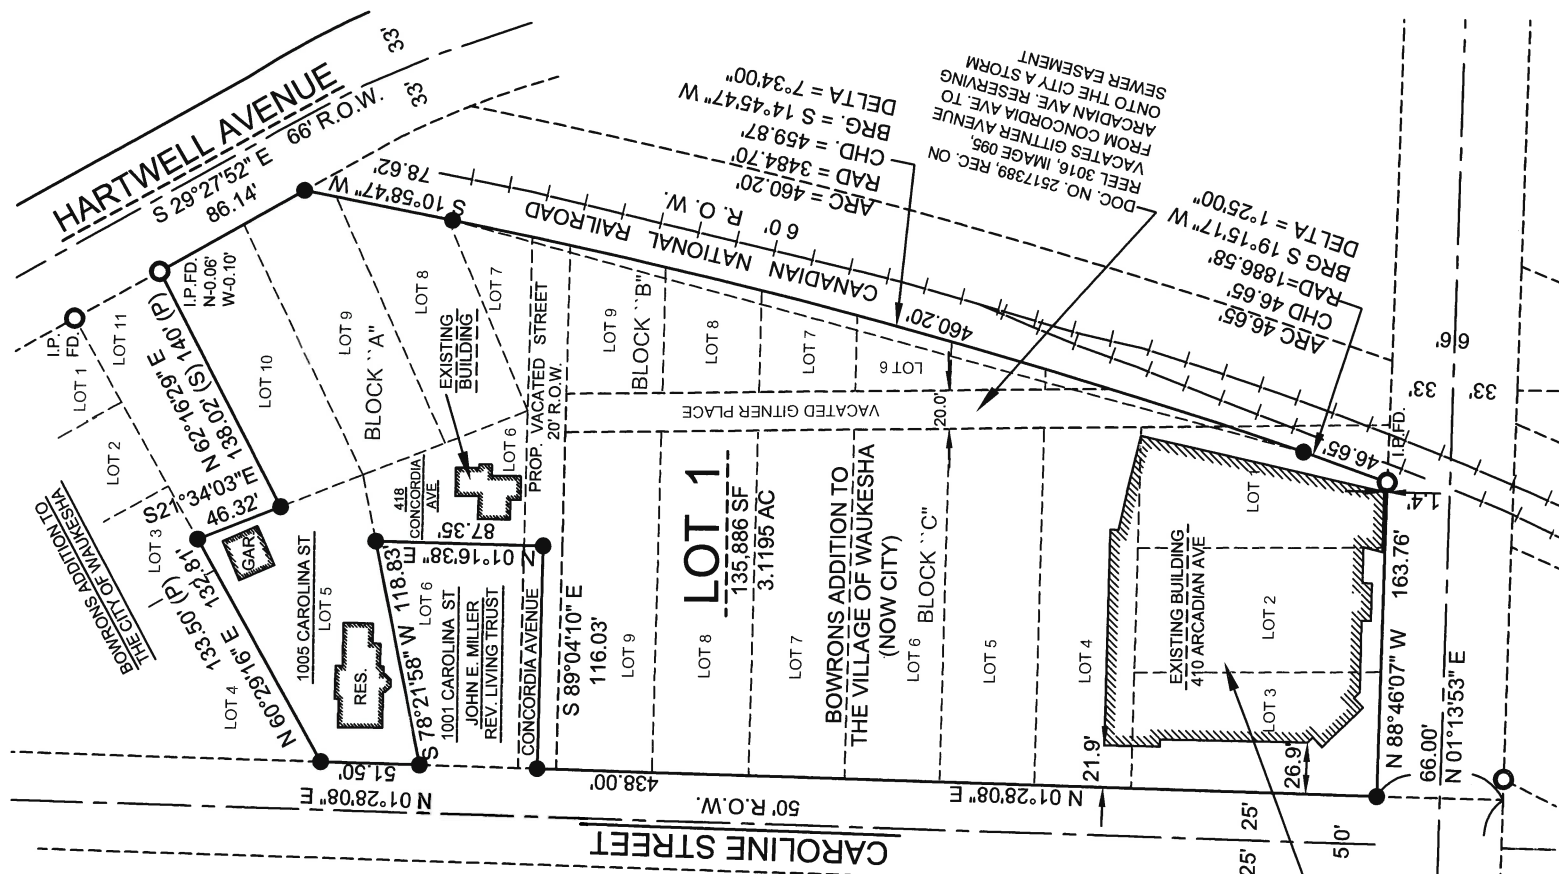 HARTWELL AVENUE
66' R.O.W.
33'
33'
S 29°27'52" E
86.14'
I.P.
FD.
I.P.FD.
N-0.06'
W-0.10'
LOT 1
LOT 11
LOT 2
LOT 3
LOT 4
N 62°16'29" E
138.02' (S) 140' (P)
LOT 10
LOT 9
LOT 8
LOT 7
BLOCK ``A"
S 10°58'47" W
78.62'
EXISTING
BUILDING
LOT 6
PROP. VACATED STREET
20' R.O.W.
BOWRONS ADDITION TO
THE CITY OF WAUKESHA
S21°34'03"E
46.32'
GAR.
133.50' (P) 132.81'
N 60°29'16" E
1005 CAROLINA ST
LOT 5
RES.
51.50'
N 01°28'08" E
S 78°21'58" W 118.83'
LOT 6
1001 CAROLINA ST
JOHN E. MILLER
REV. LIVING TRUST
418
CONCORDIA
AVE
87.35'
N 01°16'38" E
CONCORDIA AVENUE
S 89°04'10" E
116.03'
CANADIAN NATIONAL RAILROAD
60' R. O. W.
ARC = 460.20'
RAD = 3484.70'
CHD. = 459.87'
BRG. = S 14°45'47" W
DELTA = 7°34'00"
460.20'
DOC. NO. 2517389, REC. ON
REEL 3016, IMAGE 095,
VACATES GITTNER AVENUE
FROM CONCORDIA AVE. TO
ARCADIAN AVE. RESERVING
ONTO THE CITY A STORM
SEWER EASEMENT
ARC 46.65'
CHD 46.65'
RAD=1886.58'
BRG S 19°15'17" W
DELTA = 1°25'00"
46.65'
I.P.FD.
LOT 9
BLOCK ``B"
LOT 8
LOT 7
LOT 6
VACATED GITNER PLACE
20.0'
LOT 1
135,886 SF
3.1195 AC
BOWRONS ADDITION TO
THE VILLAGE OF WAUKESHA
(NOW CITY)
BLOCK ``C"
LOT 9
LOT 8
LOT 7
LOT 6
LOT 5
LOT 4
LOT 1
LOT 2
LOT 3
EXISTING BUILDING
410 ARCADIAN AVE
1.4'
21.9'
26.9'
N 88°46'07" W 163.76'
66.00'
N 01°13'53" E
66'
33'
33'
438.00'
N 01°28'08" E
50' R.O.W.
CAROLINE STREET
25'
25'
50'